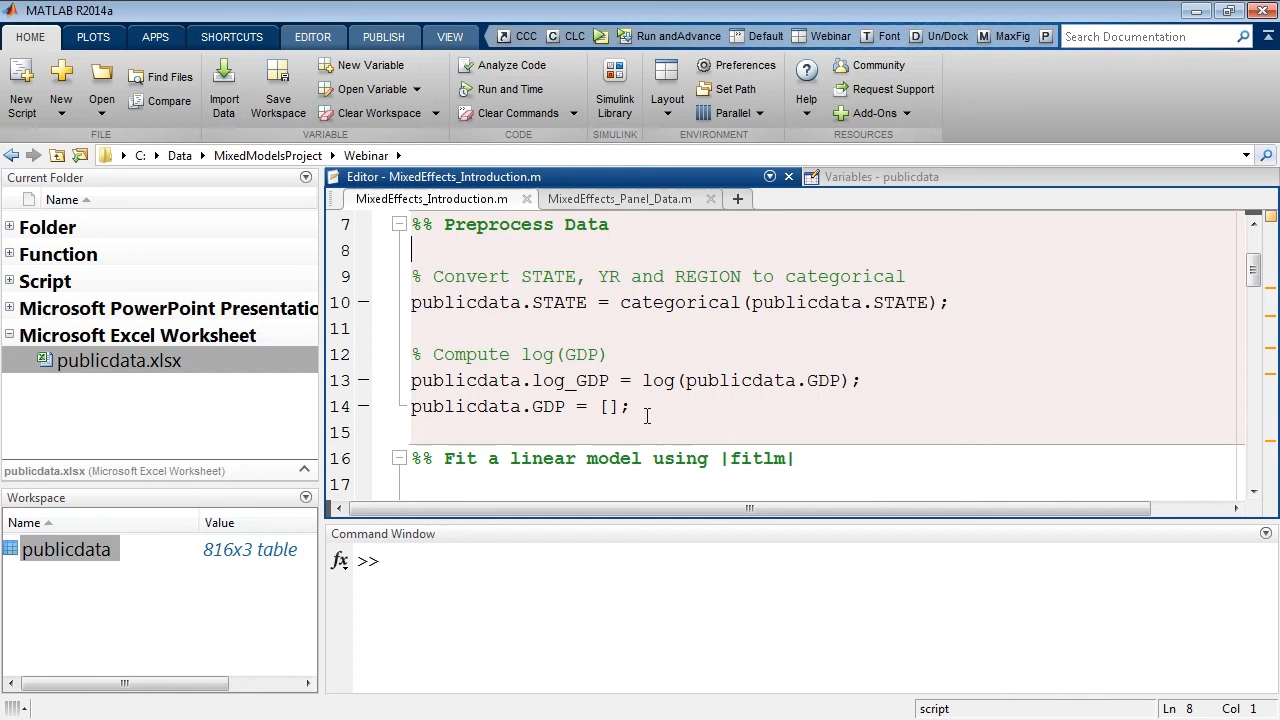 MATLAB R2014a
HOME PLOTS APPS SHORTCUTS EDITOR PUBLISH VIEW CCC C CLC Run andAdvance Default Webinar T Font D Un/Dock M MaxFig P Search Documentation
New Script
New
Open
Find Files
Compare
Import Data
Save Workspace
New Variable
Open Variable
Clear Workspace
Analyze Code
Run and Time
Clear Commands
Simulink Library
Layout
Preferences
Set Path
Parallel
Help
Community
Request Support
Add-Ons
FILE VARIABLE CODE SIMULINK ENVIRONMENT RESOURCES
C: Data MixedModelsProject Webinar
Current Folder
Name
Folder
Function
Script
Microsoft PowerPoint Presentatio
Microsoft Excel Worksheet
publicdata.xlsx
publicdata.xlsx (Microsoft Excel Worksheet)
Workspace
Name Value
publicdata 816x3 table
Editor - MixedEffects_Introduction.m
Variables - publicdata
MixedEffects_Introduction.m MixedEffects_Panel_Data.m
7 %% Preprocess Data
8
9 % Convert STATE, YR and REGION to categorical
10 publicdata.STATE = categorical(publicdata.STATE);
11
12 % Compute log(GDP)
13 publicdata.log_GDP = log(publicdata.GDP);
14 publicdata.GDP = [];
15
16 %% Fit a linear model using |fitlm|
17
Command Window
fx >>
script Ln 8 Col 1